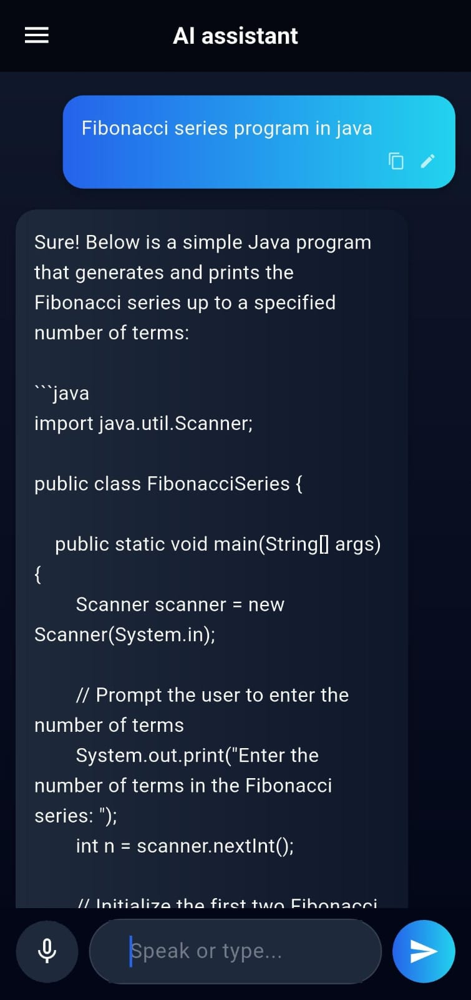 AI assistant
Fibonacci series program in java
Sure! Below is a simple Java program
that generates and prints the
Fibonacci series up to a specified
number of terms:
```java
import java.util.Scanner;
public class FibonacciSeries {
public static void main(String[] args)
{
Scanner scanner = new
Scanner(System.in);
// Prompt the user to enter the
number of terms
System.out.print("Enter the
number of terms in the Fibonacci
series: ");
int n = scanner.nextInt();
// Initialize the first two Fibonacci
Speak or type...